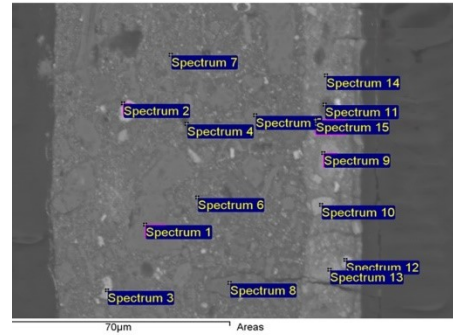 Spectrum 7
Spectrum 14
Spectrum 2
Spectrum 11
Spectrum
Spectrum 15
Spectrum 4
Spectrum 9
Spectrum 6
Spectrum 10
Spectrum 1
Spectrum 12
Spectrum 13
Spectrum 8
Spectrum 3
70µm
Areas